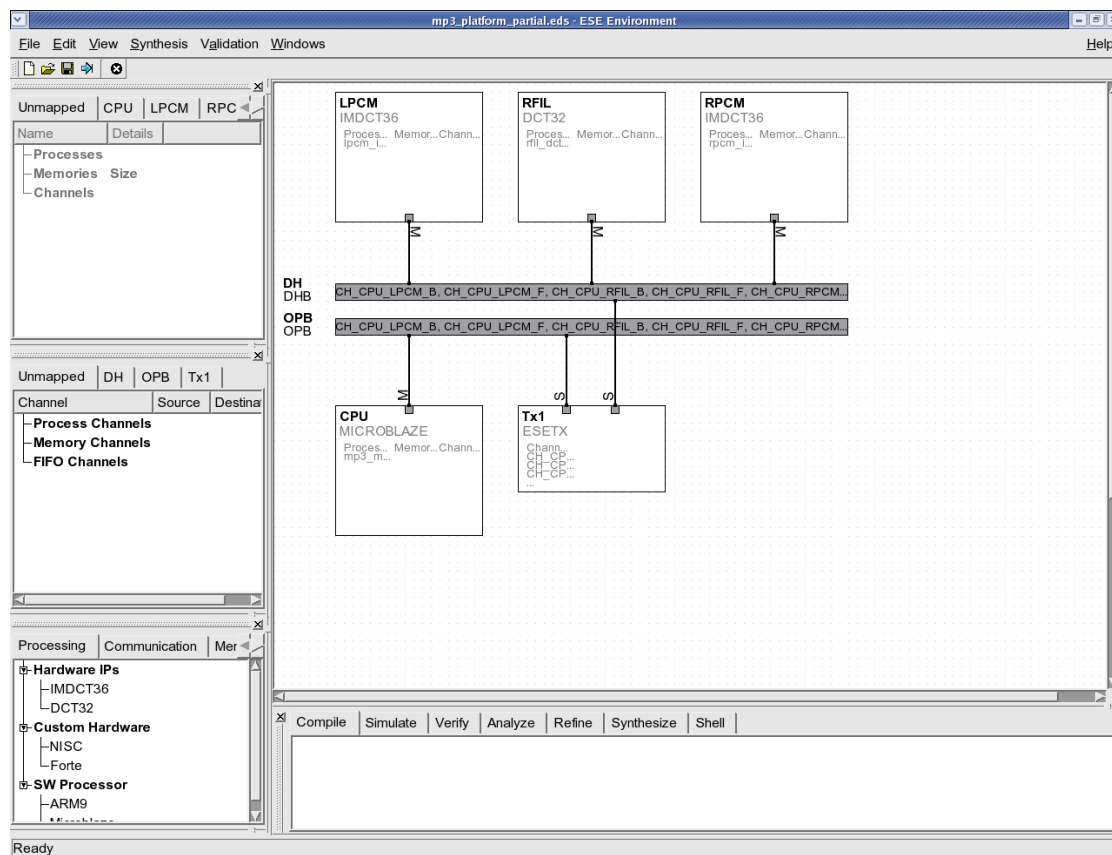 mp3_platform_partial.eds - ESE Environment
File Edit View Synthesis Validation Windows Help
Unmapped CPU LPCM RPC
Name Details
Processes
Memories Size
Channels
LPCM
IMDCT36
Proces... Memor... Chann...
lpcm_i...
RFIL
DCT32
Proces... Memor... Chann...
rfil_dct...
RPCM
IMDCT36
Proces... Memor... Chann...
rpcm_i...
M M M
DH
DHB
CH_CPU_LPCM_B, CH_CPU_LPCM_F, CH_CPU_RFIL_B, CH_CPU_RFIL_F, CH_CPU_RPCM...
OPB
OPB
CH_CPU_LPCM_B, CH_CPU_LPCM_F, CH_CPU_RFIL_B, CH_CPU_RFIL_F, CH_CPU_RPCM...
M S S
CPU
MICROBLAZE
Proces... Memor... Chann...
mp3_m...
Tx1
ESETX
Chann...
CH_CP...
CH_CP...
CH_CP...
...
Unmapped DH OPB Tx1
Channel Source Destina
Process Channels
Memory Channels
FIFO Channels
Processing Communication Mer
Hardware IPs
IMDCT36
DCT32
Custom Hardware
NISC
Forte
SW Processor
ARM9
Compile Simulate Verify Analyze Refine Synthesize Shell
Ready